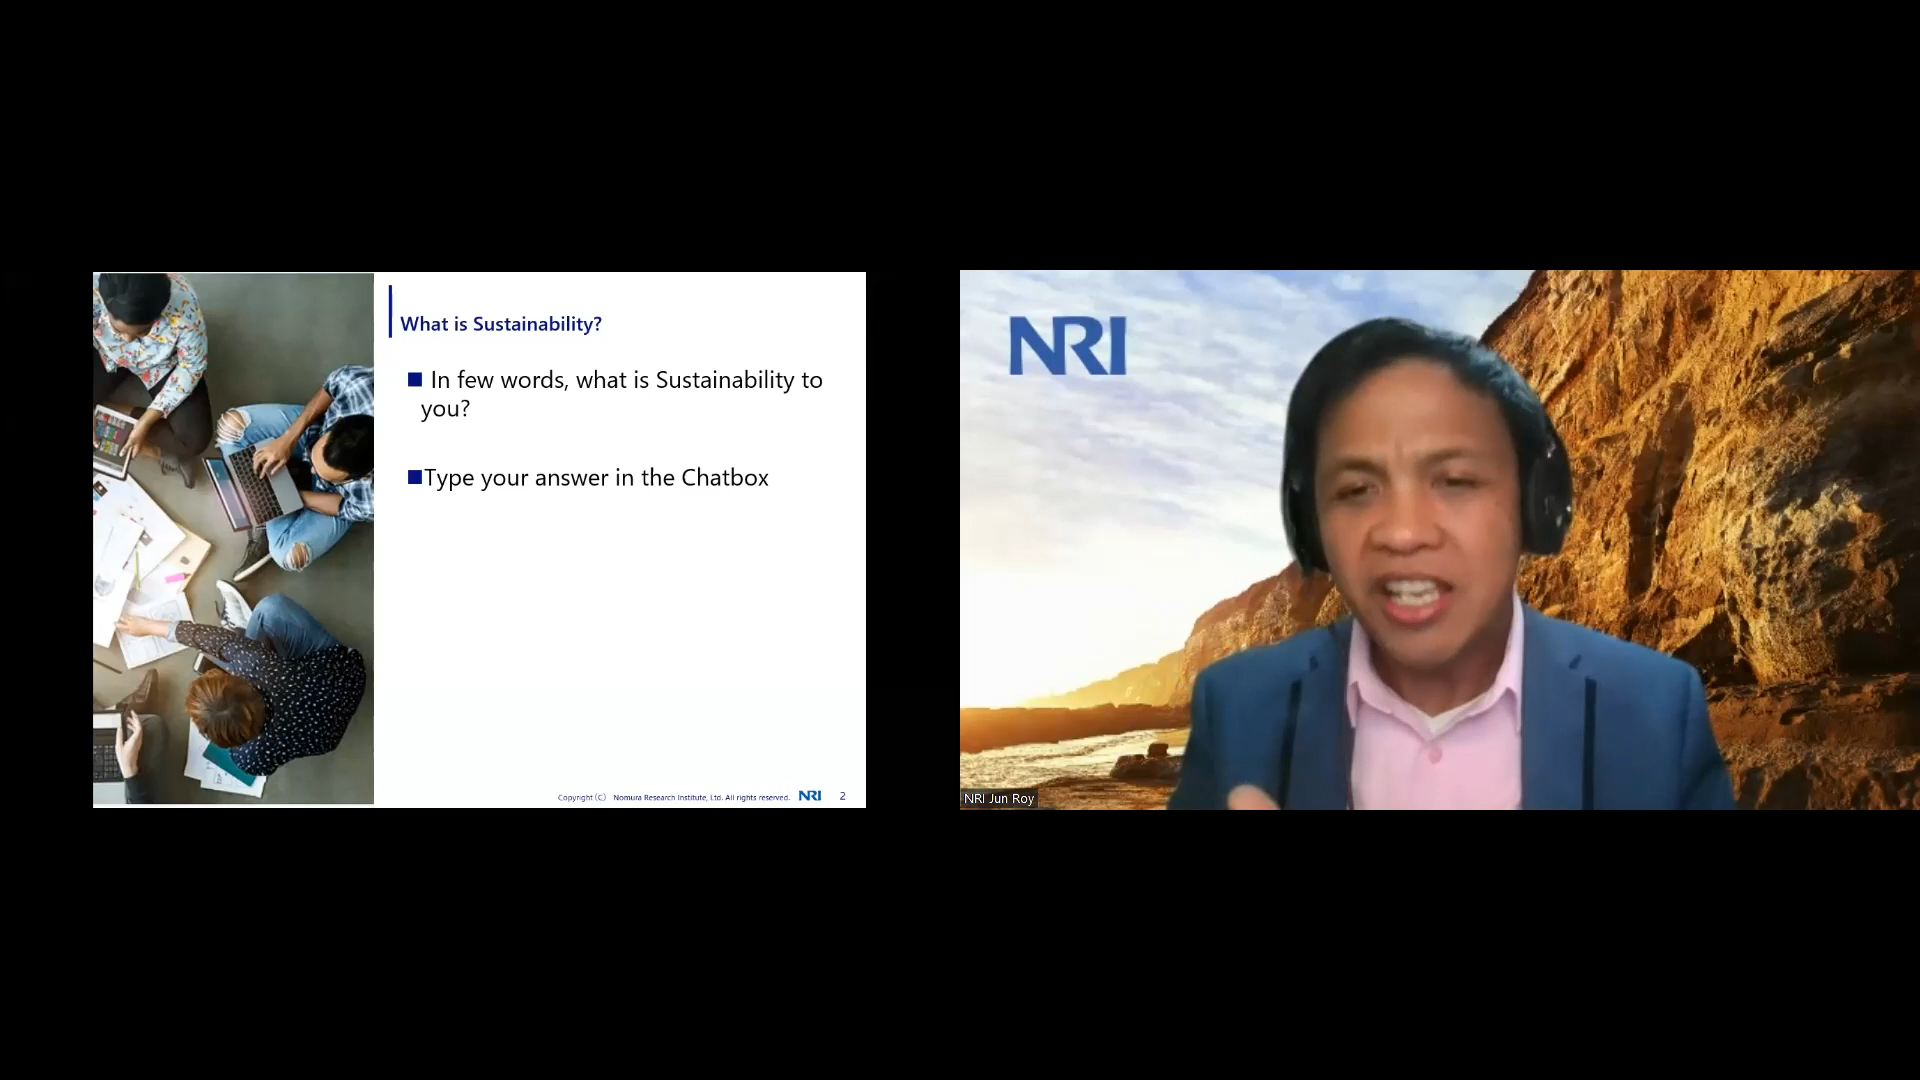 What is Sustainability?
■ In few words, what is Sustainability to
you?
■Type your answer in the Chatbox
Copyright (C) Nomura Research Institute, Ltd. All rights reserved. NRI 2
NRI
NRI Jun Roy